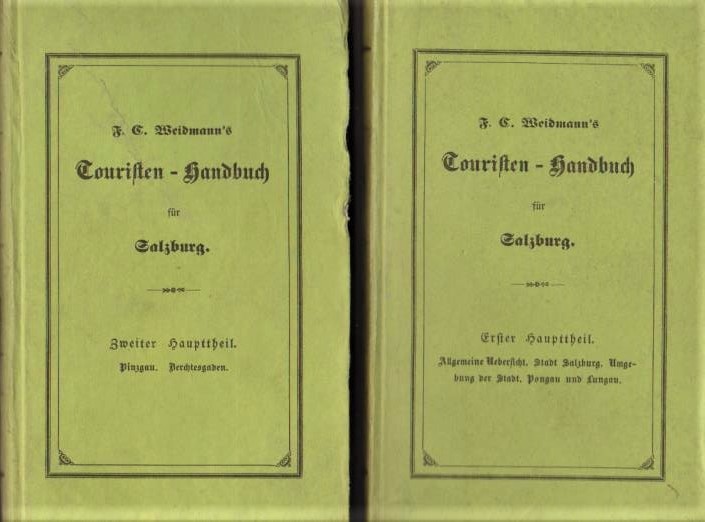 F. C. Weidmann's
Touristen - Handbuch
für
Salzburg.
Zweiter Haupttheil.
Pinzgau. Berchtesgaden.
F. C. Weidmann's
Touristen - Handbuch
für
Salzburg.
Erster Haupttheil.
Allgemeine Uebersicht. Stadt Salzburg. Umge-
bung der Stadt. Pongau und Lungau.